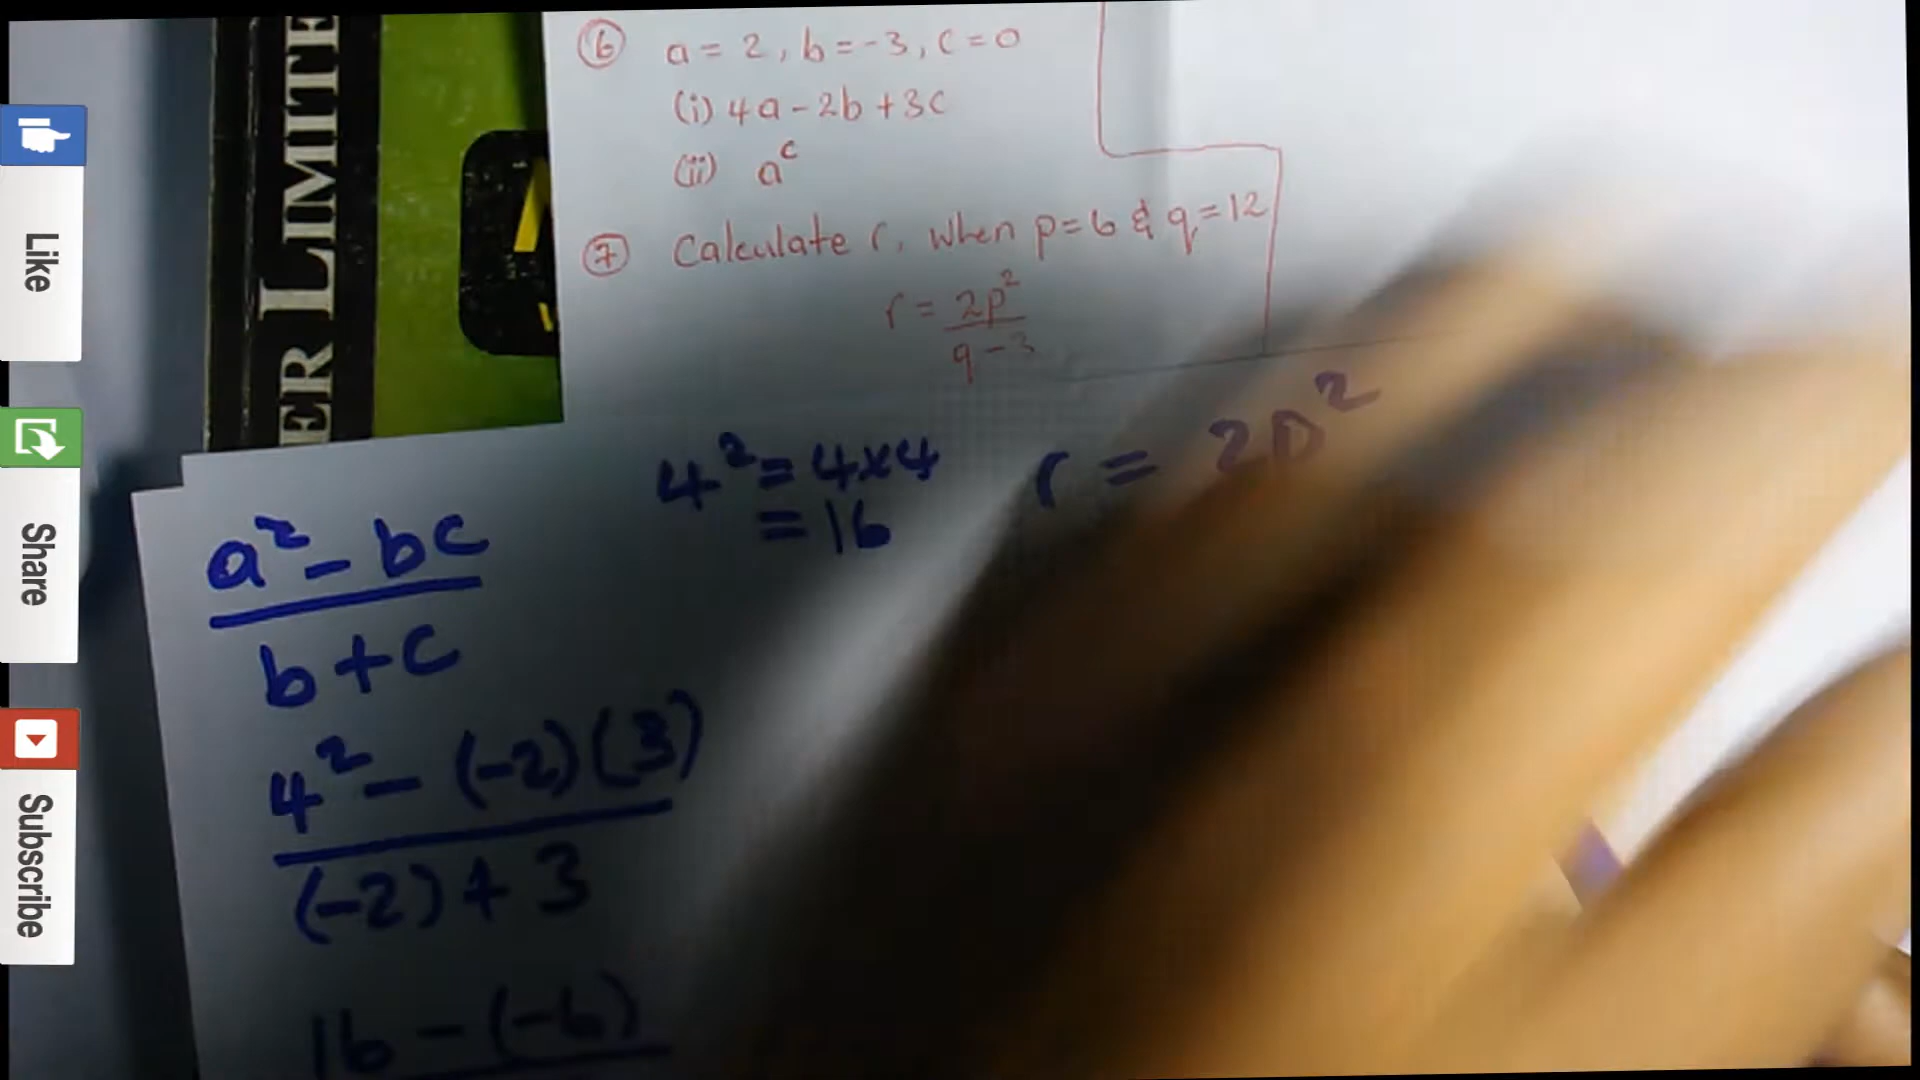 Like
Share
Subscribe
ER LIMITE
⑥ a = 2, b = -3, c = 0
(i) 4a - 2b + 3c
(ii) a^c
⑦ Calculate r, when p=6 & q=12
r = 2p²
q - 3
4² = 4×4
= 16
r = 2p²
a² - bc
b + c
4² - (-2)(3)
(-2) + 3
16 - (-6)